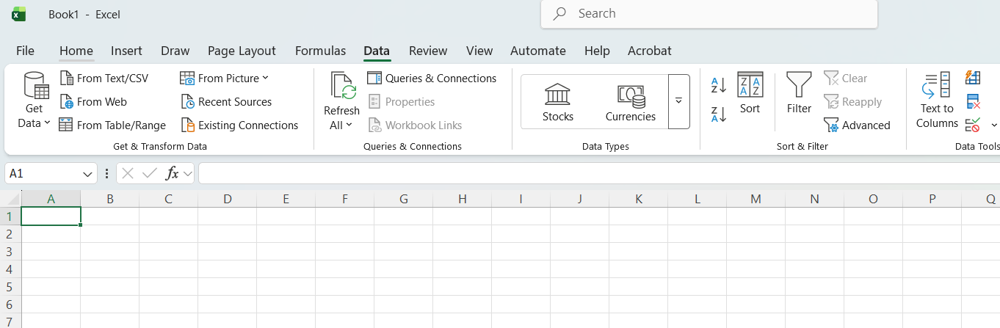 Book1 - Excel
Search
File Home Insert Draw Page Layout Formulas Data Review View Automate Help Acrobat
Get Data
From Text/CSV
From Web
From Table/Range
From Picture
Recent Sources
Existing Connections
Get & Transform Data
Refresh All
Queries & Connections
Properties
Workbook Links
Queries & Connections
Stocks
Currencies
Data Types
A Z
Z A
Z A A Z
Sort
Filter
Clear
Reapply
Advanced
Sort & Filter
Text to Columns
Data Tools
A1
fx
A B C D E F G H I J K L M N O P Q
1
2
3
4
5
6
7